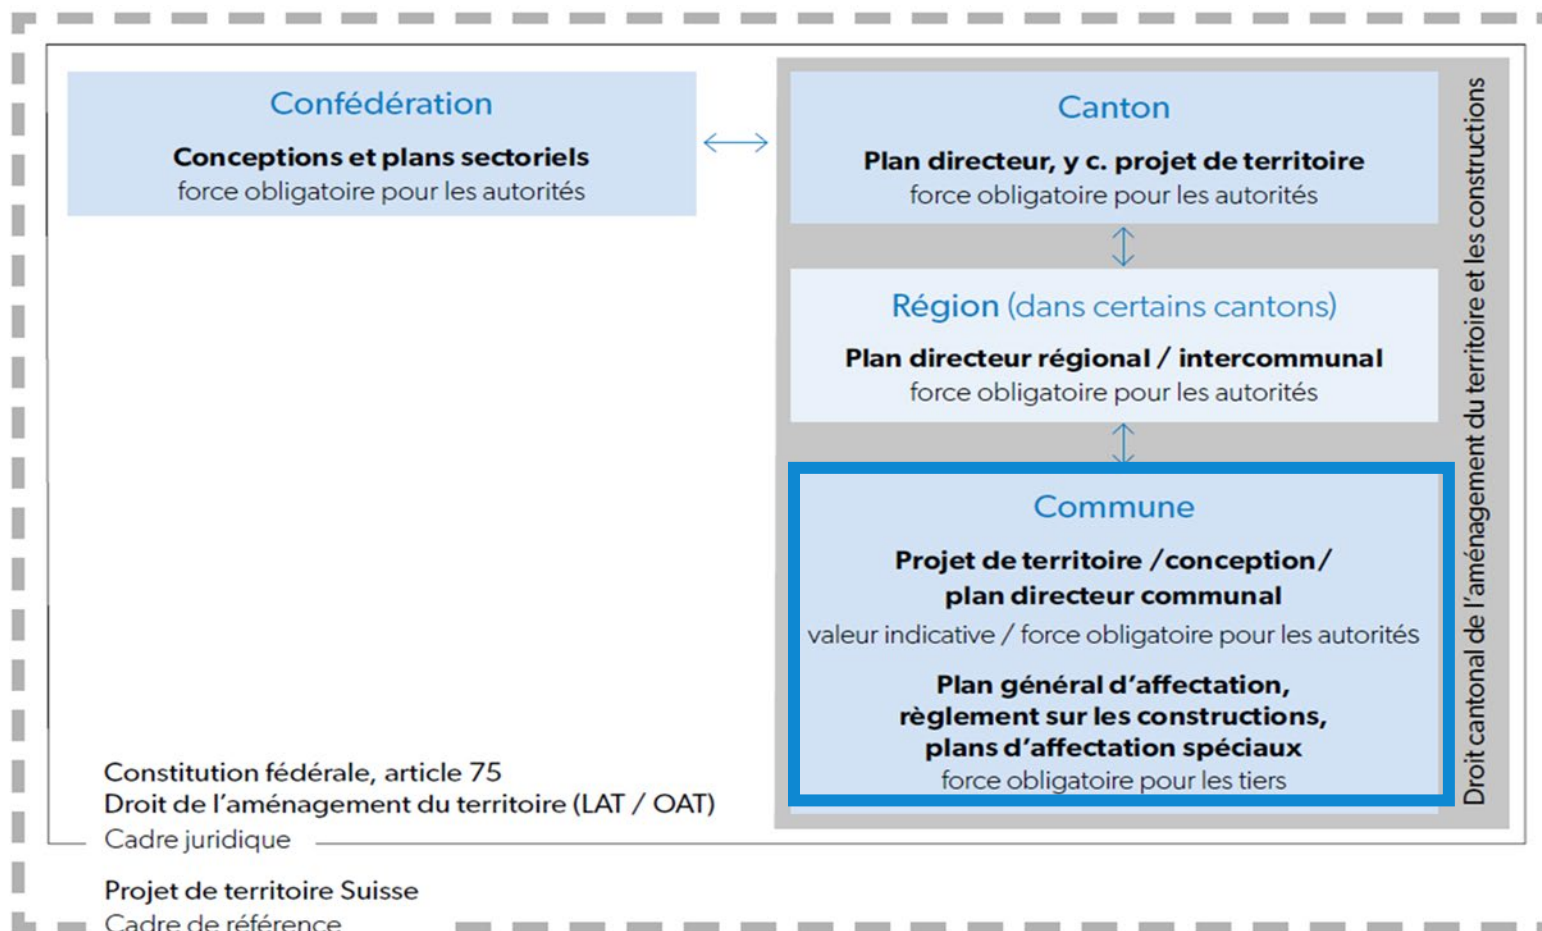 Confédération
Conceptions et plans sectoriels
force obligatoire pour les autorités
Canton
Plan directeur, y c. projet de territoire
force obligatoire pour les autorités
Région (dans certains cantons)
Plan directeur régional / intercommunal
force obligatoire pour les autorités
Commune
Projet de territoire /conception/
plan directeur communal
valeur indicative / force obligatoire pour les autorités
Plan général d'affectation,
règlement sur les constructions,
plans d'affectation spéciaux
force obligatoire pour les tiers
Droit cantonal de l'aménagement du territoire et les constructions
Constitution fédérale, article 75
Droit de l'aménagement du territoire (LAT / OAT)
Cadre juridique
Projet de territoire Suisse
Cadre de référence